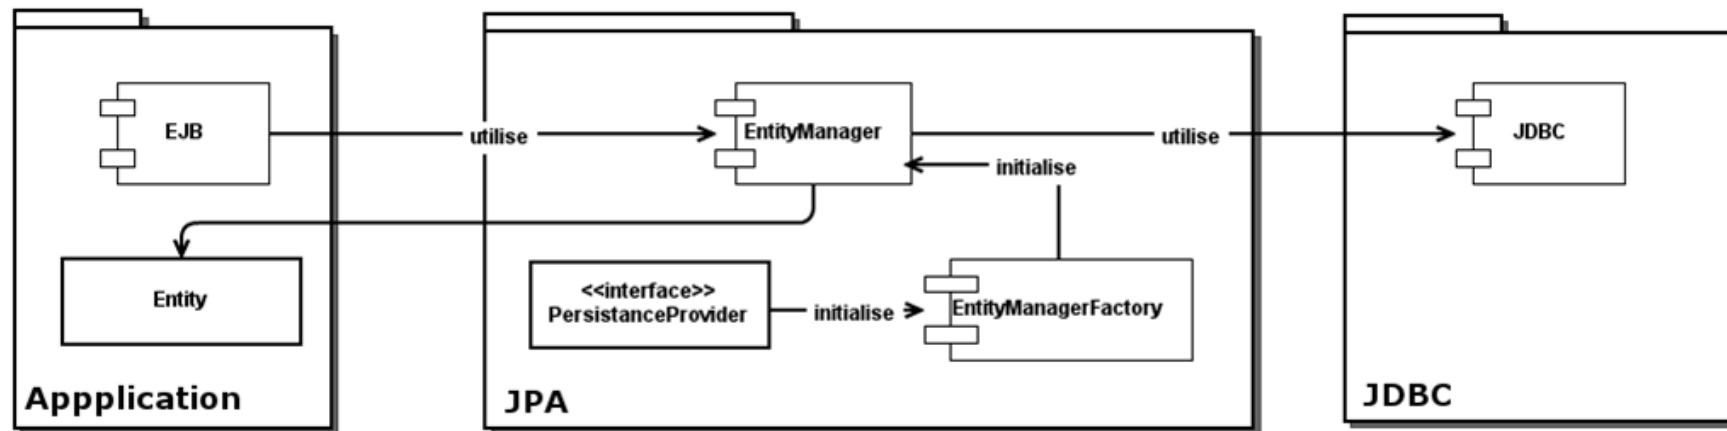 EJB
utilise
EntityManager
utilise
JDBC
initialise
Entity
<<interface>>
PersistanceProvider
initialise
EntityManagerFactory
Appplication
JPA
JDBC